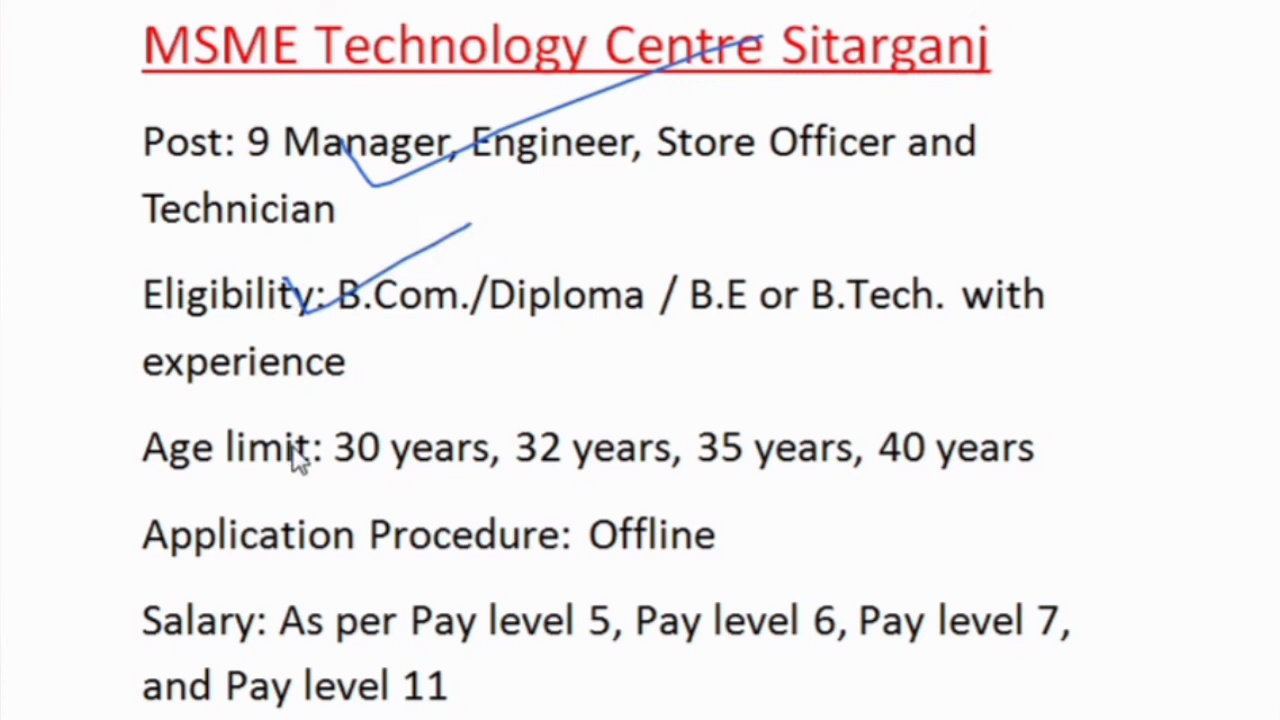 MSME Technology Centre Sitarganj
Post: 9 Manager, Engineer, Store Officer and
Technician
Eligibility: B.Com./Diploma / B.E or B.Tech. with
experience
Age limit: 30 years, 32 years, 35 years, 40 years
Application Procedure: Offline
Salary: As per Pay level 5, Pay level 6, Pay level 7,
and Pay level 11